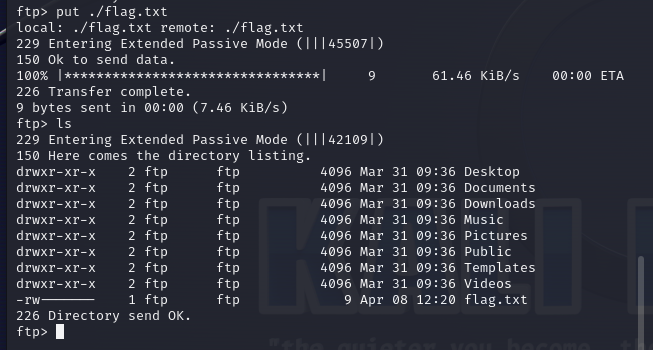 ftp> put ./flag.txt
local: ./flag.txt remote: ./flag.txt
229 Entering Extended Passive Mode (|||45507|)
150 Ok to send data.
100% |********************************| 9 61.46 KiB/s 00:00 ETA
226 Transfer complete.
9 bytes sent in 00:00 (7.46 KiB/s)
ftp> ls
229 Entering Extended Passive Mode (|||42109|)
150 Here comes the directory listing.
drwxr-xr-x 2 ftp ftp 4096 Mar 31 09:36 Desktop
drwxr-xr-x 2 ftp ftp 4096 Mar 31 09:36 Documents
drwxr-xr-x 2 ftp ftp 4096 Mar 31 09:36 Downloads
drwxr-xr-x 2 ftp ftp 4096 Mar 31 09:36 Music
drwxr-xr-x 2 ftp ftp 4096 Mar 31 09:36 Pictures
drwxr-xr-x 2 ftp ftp 4096 Mar 31 09:36 Public
drwxr-xr-x 2 ftp ftp 4096 Mar 31 09:36 Templates
drwxr-xr-x 2 ftp ftp 4096 Mar 31 09:36 Videos
-rw------- 1 ftp ftp 9 Apr 08 12:20 flag.txt
226 Directory send OK.
ftp>
KALI
"the quieter you become, th